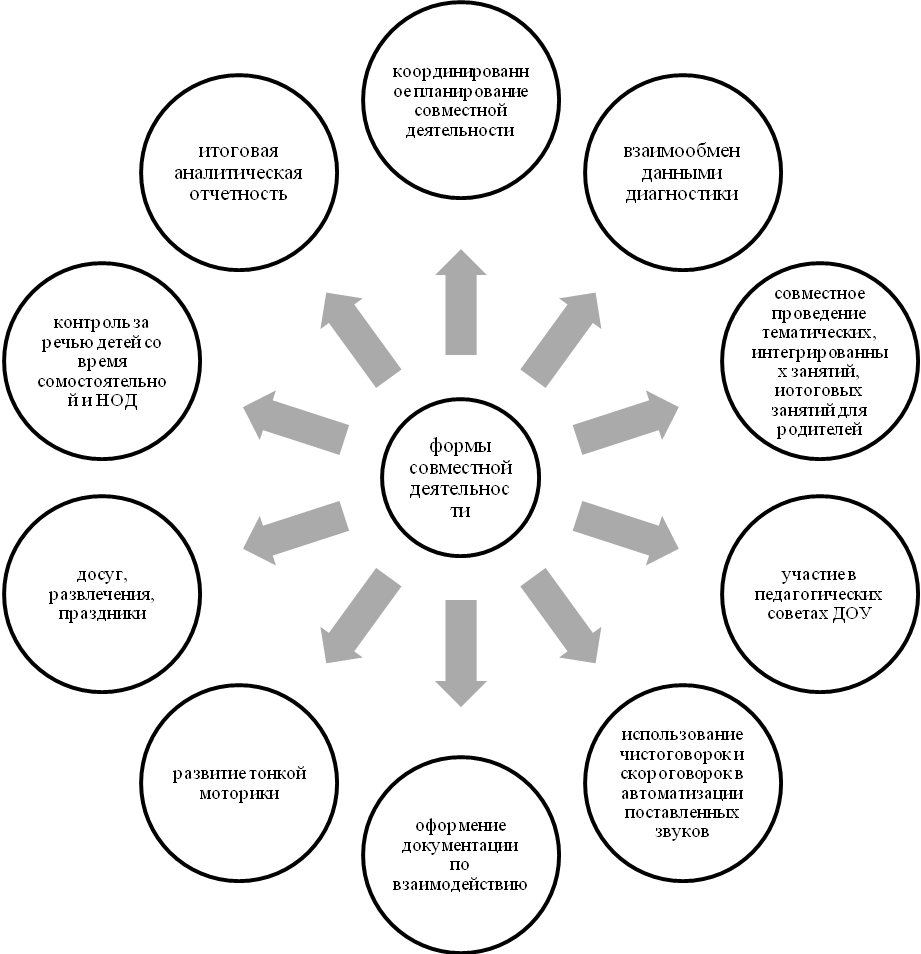 координированн
ое планирование
совместной
деятельности
взаимообмен
данными
диагностики
совместное
проведение
тематических,
интегрированны
х занятий,
иотоговых
занятий для
родителей
участие в
педагогических
советах ДОУ
использование
чистоговорок и
скороговорок в
автоматизации
поставленных
звуков
оформение
документации
по
взаимодействию
развитие тонкой
моторики
досуг,
развлечения,
праздники
контроль за
речью детей со
время
сомостоятельно
й и НОД
итоговая
аналитическая
отчетность
формы
совместной
деятельнос
ти